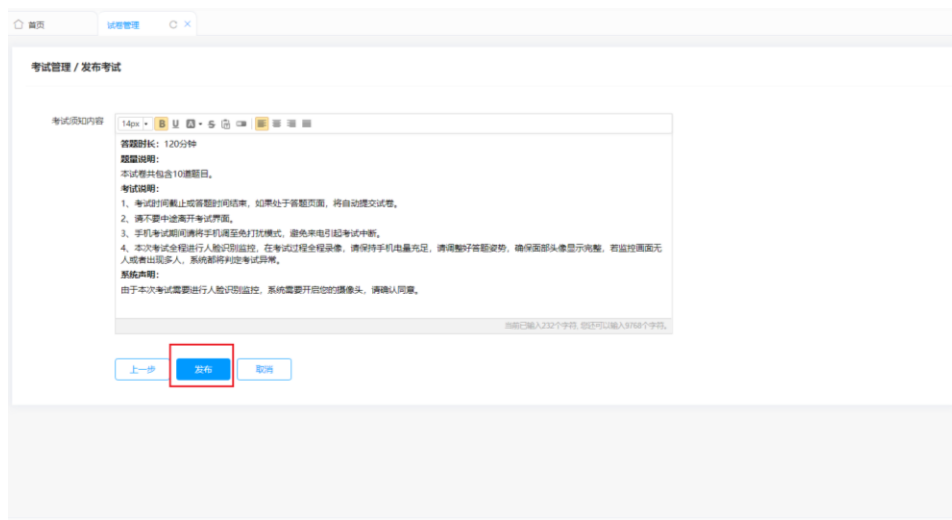 首页
试卷管理
考试管理 / 发布考试
考试须知内容
14px
B U A S
答题时长：120分钟
题量说明：
本试卷共包含10道题目。
考试说明：
1、考试时间截止或答题时间结束，如果处于答题页面，将自动提交试卷。
2、请不要中途离开考试界面。
3、手机考试期间请将手机调至免打扰模式，避免来电引起考试中断。
4、本次考试全程进行人脸识别监控，在考试过程全程录像，请保持手机电量充足，请调整好答题姿势，确保面部头像显示完整，若监控画面无
人或者出现多人，系统都将判定考试异常。
系统声明：
由于本次考试需要进行人脸识别监控，系统需要开启您的摄像头，请确认同意。
当前已输入232个字符, 您还可以输入9768个字符。
上一步
发布
取消